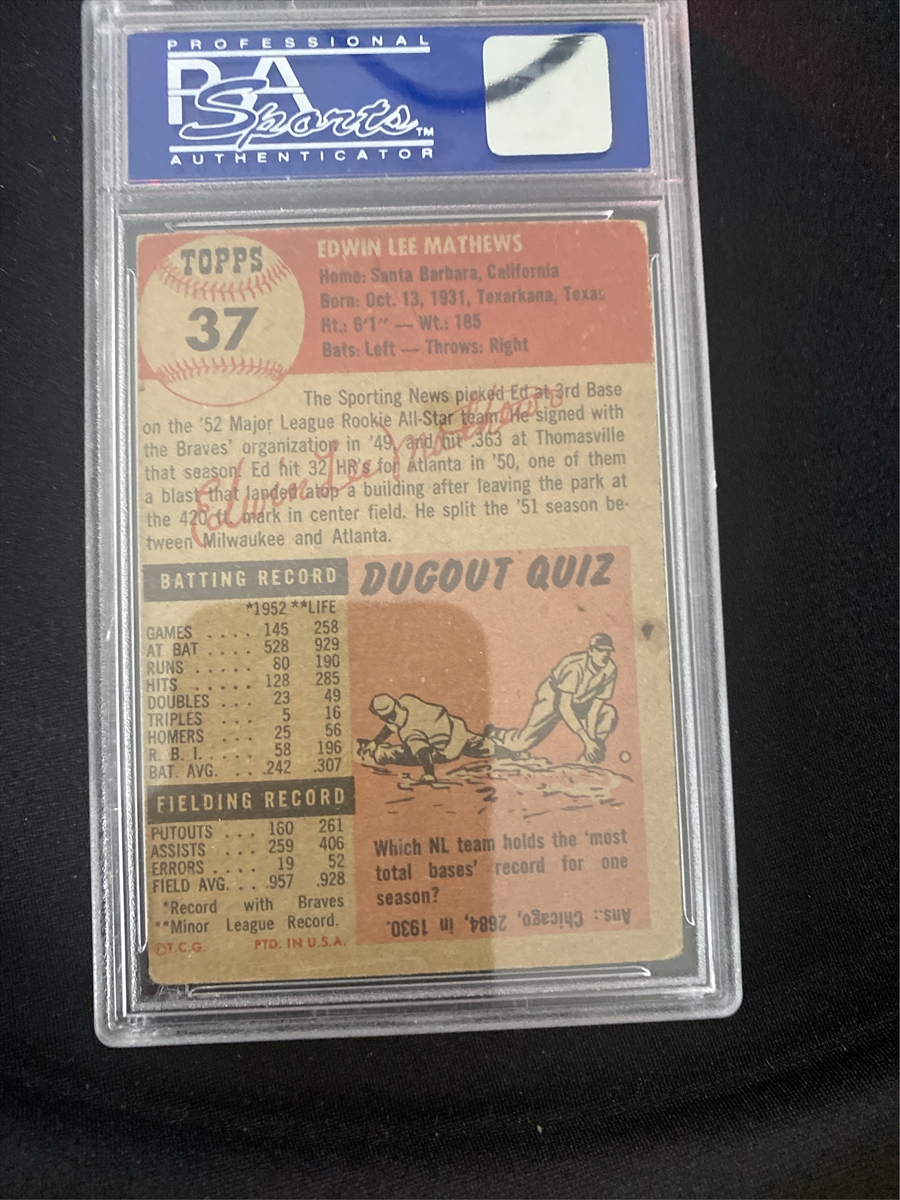 PROFESSIONAL
PSA
Sports™
AUTHENTICATOR
TOPPS
37
EDWIN LEE MATHEWS
Home: Santa Barbara, California
Born: Oct. 13, 1931, Texarkana, Texas
Ht.: 6'1" — Wt.: 185
Bats: Left — Throws: Right
The Sporting News picked Ed at 3rd Base
on the '52 Major League Rookie All-Star team. He signed with
the Braves' organization in '49, and hit .363 at Thomasville
that season. Ed hit 32 HR's for Atlanta in '50, one of them
a blast that landed atop a building after leaving the park at
the 420 ft. mark in center field. He split the '51 season be-
tween Milwaukee and Atlanta.
Edwin Lee Mathews
BATTING RECORD
*1952 **LIFE
GAMES .... 145 258
AT BAT .... 528 929
RUNS ..... 80 190
HITS ...... 128 285
DOUBLES ... 23 49
TRIPLES ... 5 16
HOMERS .... 25 56
R. B. I. ..... 58 196
BAT. AVG. ... .242 .307
FIELDING RECORD
PUTOUTS ... 160 261
ASSISTS ... 259 406
ERRORS .... 19 52
FIELD AVG. ... .957 .928
*Record with Braves
**Minor League Record.
©T.C.G. PTD. IN U.S.A.
DUGOUT QUIZ
Which NL team holds the 'most
total bases' record for one
season?
Ans.: Chicago, 2684, in 1930.